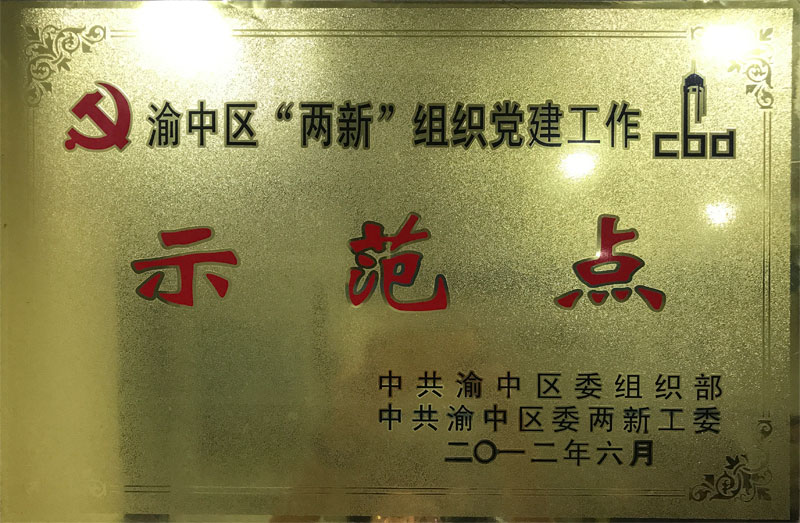 渝中区“两新”组织党建工作 cbd
示范点
中共渝中区委组织部
中共渝中区委两新工委
二〇一二年六月